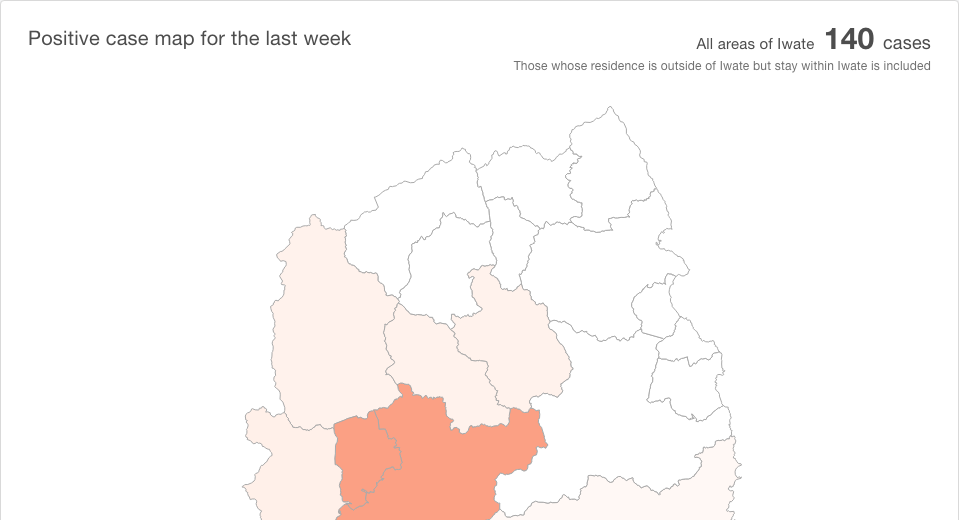 Positive case map for the last week
All areas of Iwate 140 cases
Those whose residence is outside of Iwate but stay within Iwate is included